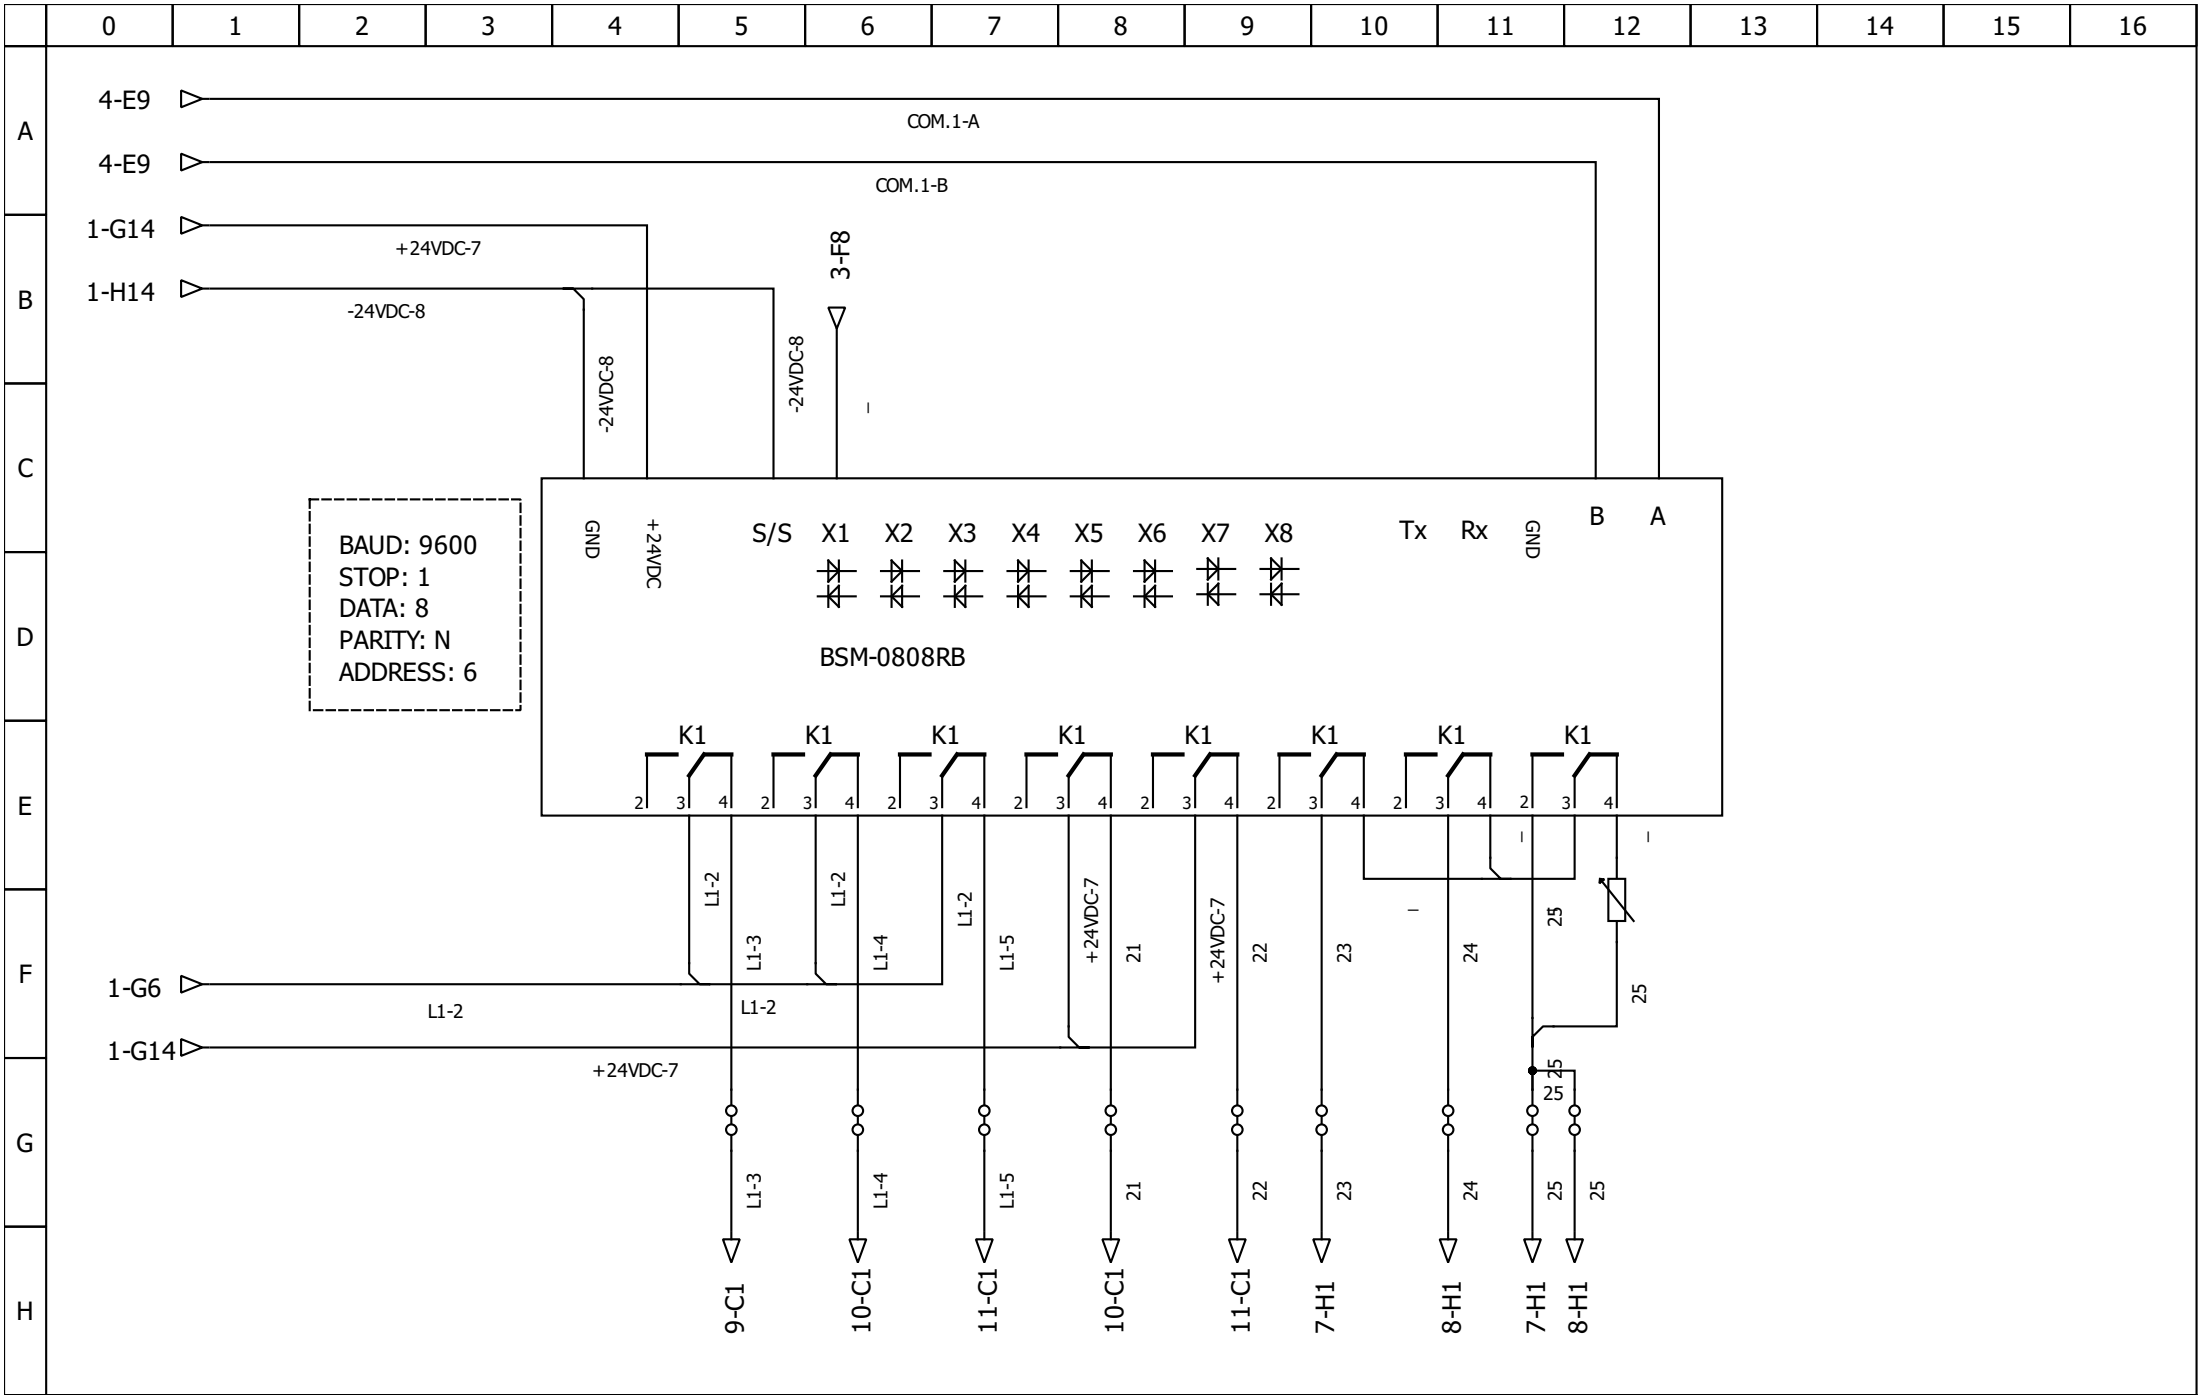 0 1 2 3 4 5 6 7 8 9 10 11 12 13 14 15 16
A
4-E9
COM.1-A
4-E9
COM.1-B
B
1-G14
+24VDC-7
3-F8
1-H14
-24VDC-8
-24VDC-8
-24VDC-8
C
BAUD: 9600
STOP: 1
DATA: 8
PARITY: N
ADDRESS: 6
GND
+24VDC
S/S X1 X2 X3 X4 X5 X6 X7 X8
Tx Rx
GND
B A
D
BSM-0808RB
E
K1 K1 K1 K1 K1 K1 K1 K1
2 3 4 2 3 4 2 3 4 2 3 4 2 3 4 2 3 4 2 3 4 2 3 4
F
L1-2
L1-3
L1-2
L1-4
L1-2
L1-5
+24VDC-7
21
+24VDC-7
22
23
24
25
25
1-G6
L1-2
L1-2
1-G14
+24VDC-7
25
25
G
L1-3
L1-4
L1-5
21
22
23
24
25
25
H
9-C1
10-C1
11-C1
10-C1
11-C1
7-H1
8-H1
7-H1
8-H1